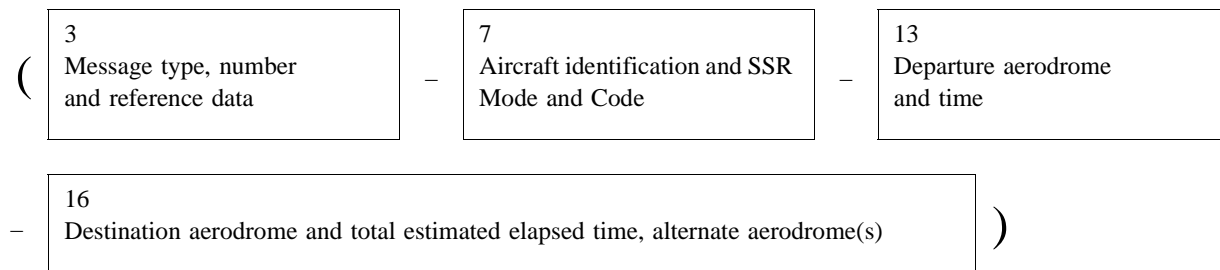 (
3
Message type, number
and reference data
–
7
Aircraft identification and SSR
Mode and Code
–
13
Departure aerodrome
and time
–
16
Destination aerodrome and total estimated elapsed time, alternate aerodrome(s)
)